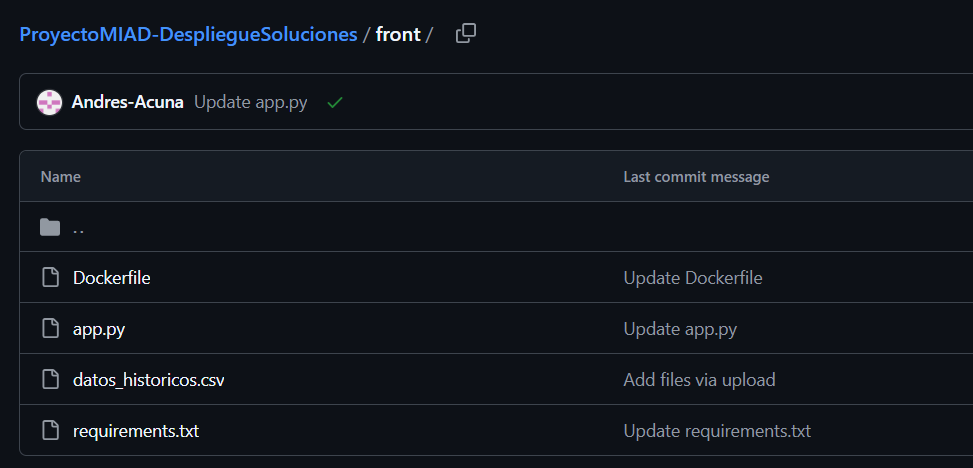 ProyectoMIAD-DespliegueSoluciones / front /
Andres-Acuna Update app.py
Name Last commit message
..
Dockerfile Update Dockerfile
app.py Update app.py
datos_historicos.csv Add files via upload
requirements.txt Update requirements.txt